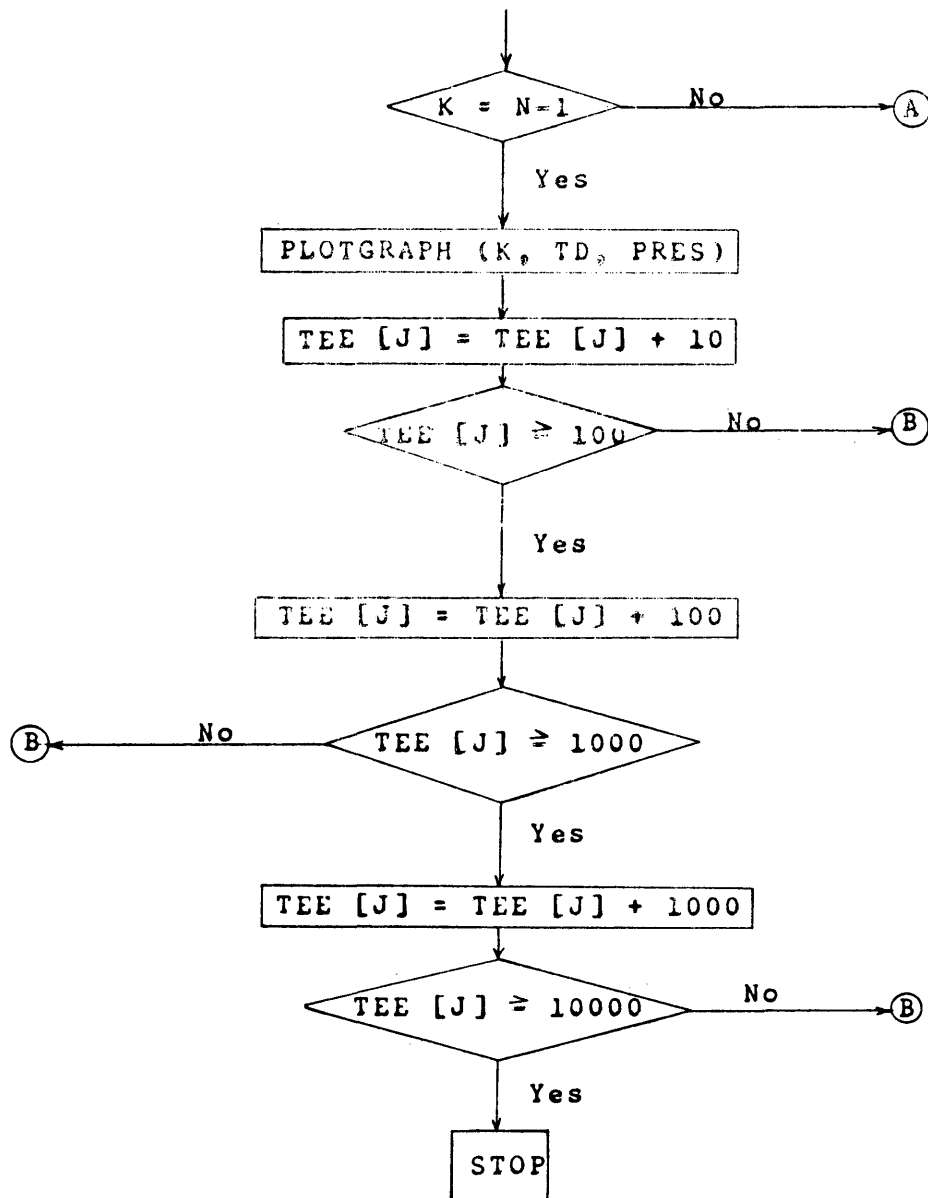 K = N-1
No
A
Yes
PLOTGRAPH (K, TD, PRES)
TEE [J] = TEE [J] + 10
TEE [J] ≥ 100
No
B
Yes
TEE [J] = TEE [J] + 100
B
No
TEE [J] ≥ 1000
Yes
TEE [J] = TEE [J] + 1000
TEE [J] ≥ 10000
No
B
Yes
STOP